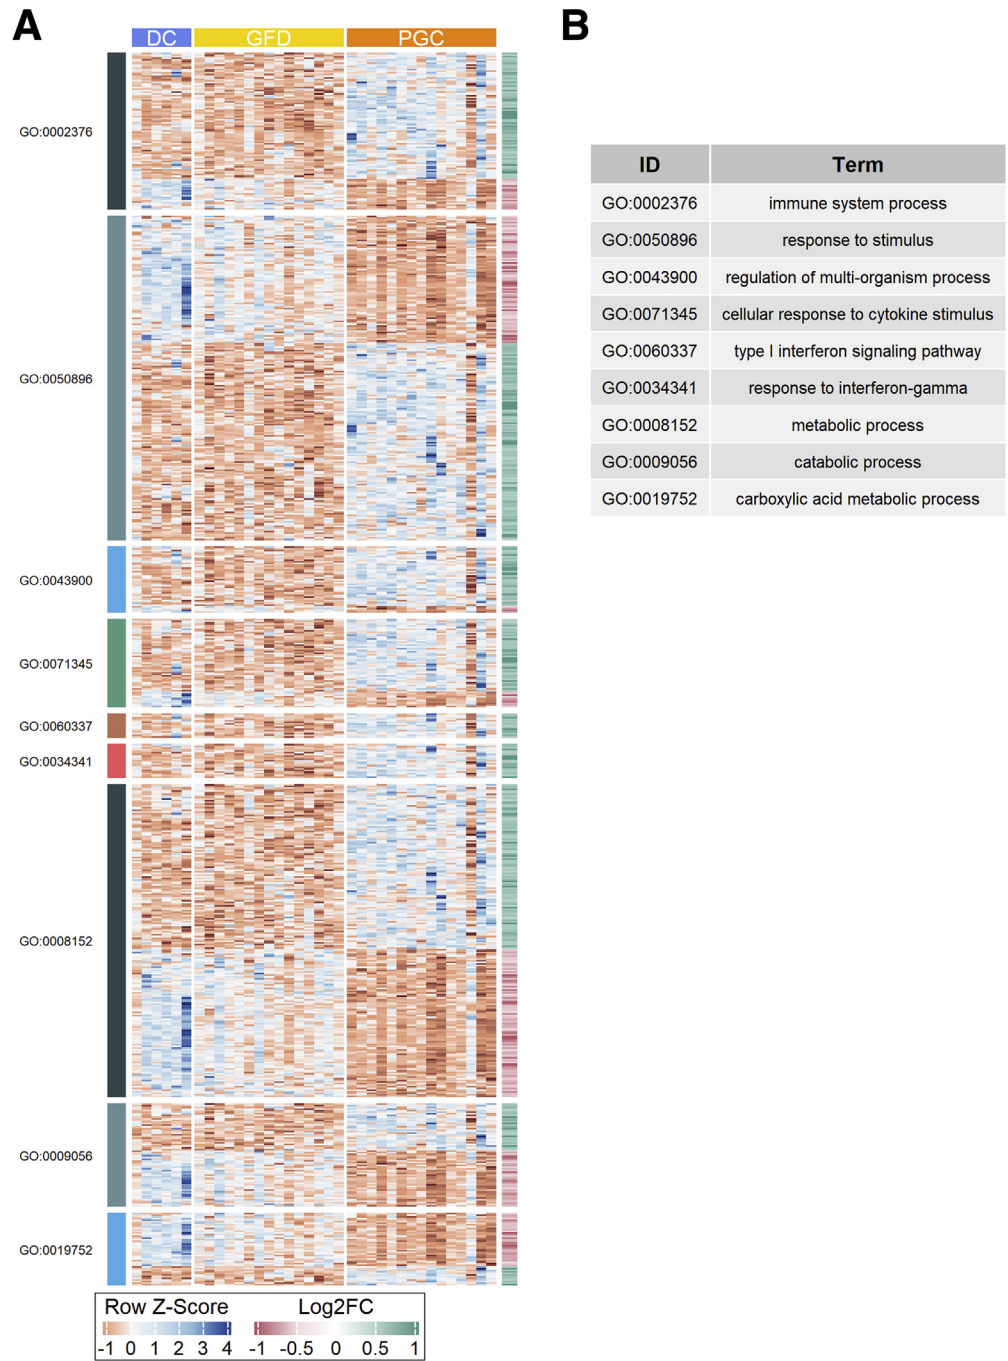 A
B
DC GFD PGC
GO:0002376
GO:0050896
GO:0043900
GO:0071345
GO:0060337
GO:0034341
GO:0008152
GO:0009056
GO:0019752
Row Z-Score Log2FC
-1 0 1 2 3 4 -1 -0.5 0 0.5 1
ID Term
GO:0002376 immune system process
GO:0050896 response to stimulus
GO:0043900 regulation of multi-organism process
GO:0071345 cellular response to cytokine stimulus
GO:0060337 type I interferon signaling pathway
GO:0034341 response to interferon-gamma
GO:0008152 metabolic process
GO:0009056 catabolic process
GO:0019752 carboxylic acid metabolic process